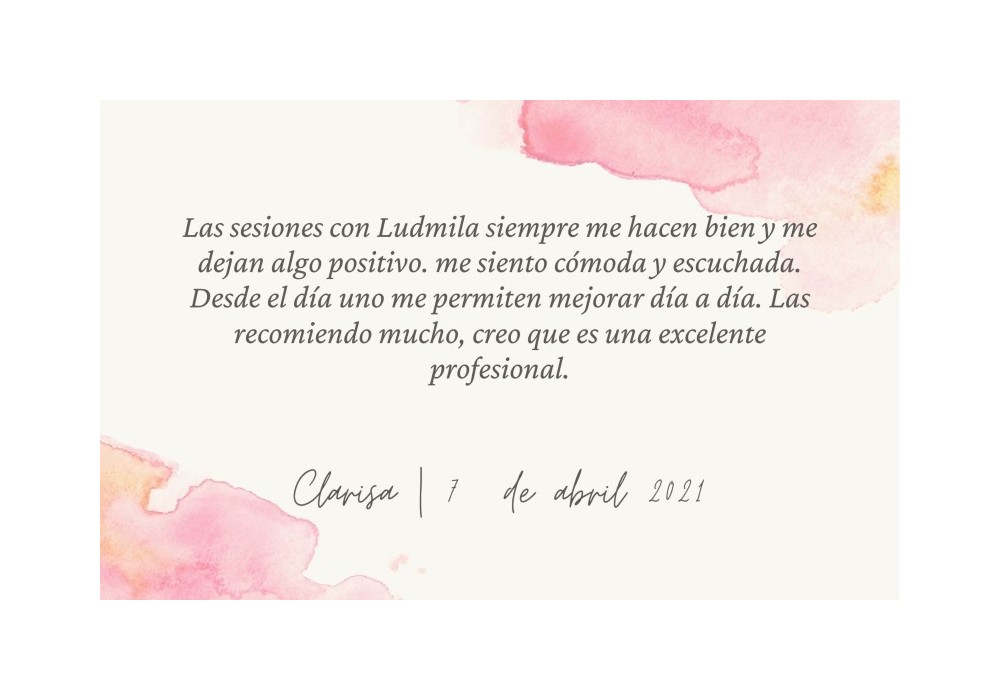 Las sesiones con Ludmila siempre me hacen bien y me
dejan algo positivo. me siento cómoda y escuchada.
Desde el día uno me permiten mejorar día a día. Las
recomiendo mucho, creo que es una excelente
profesional.
Clarisa | 7 de abril 2021